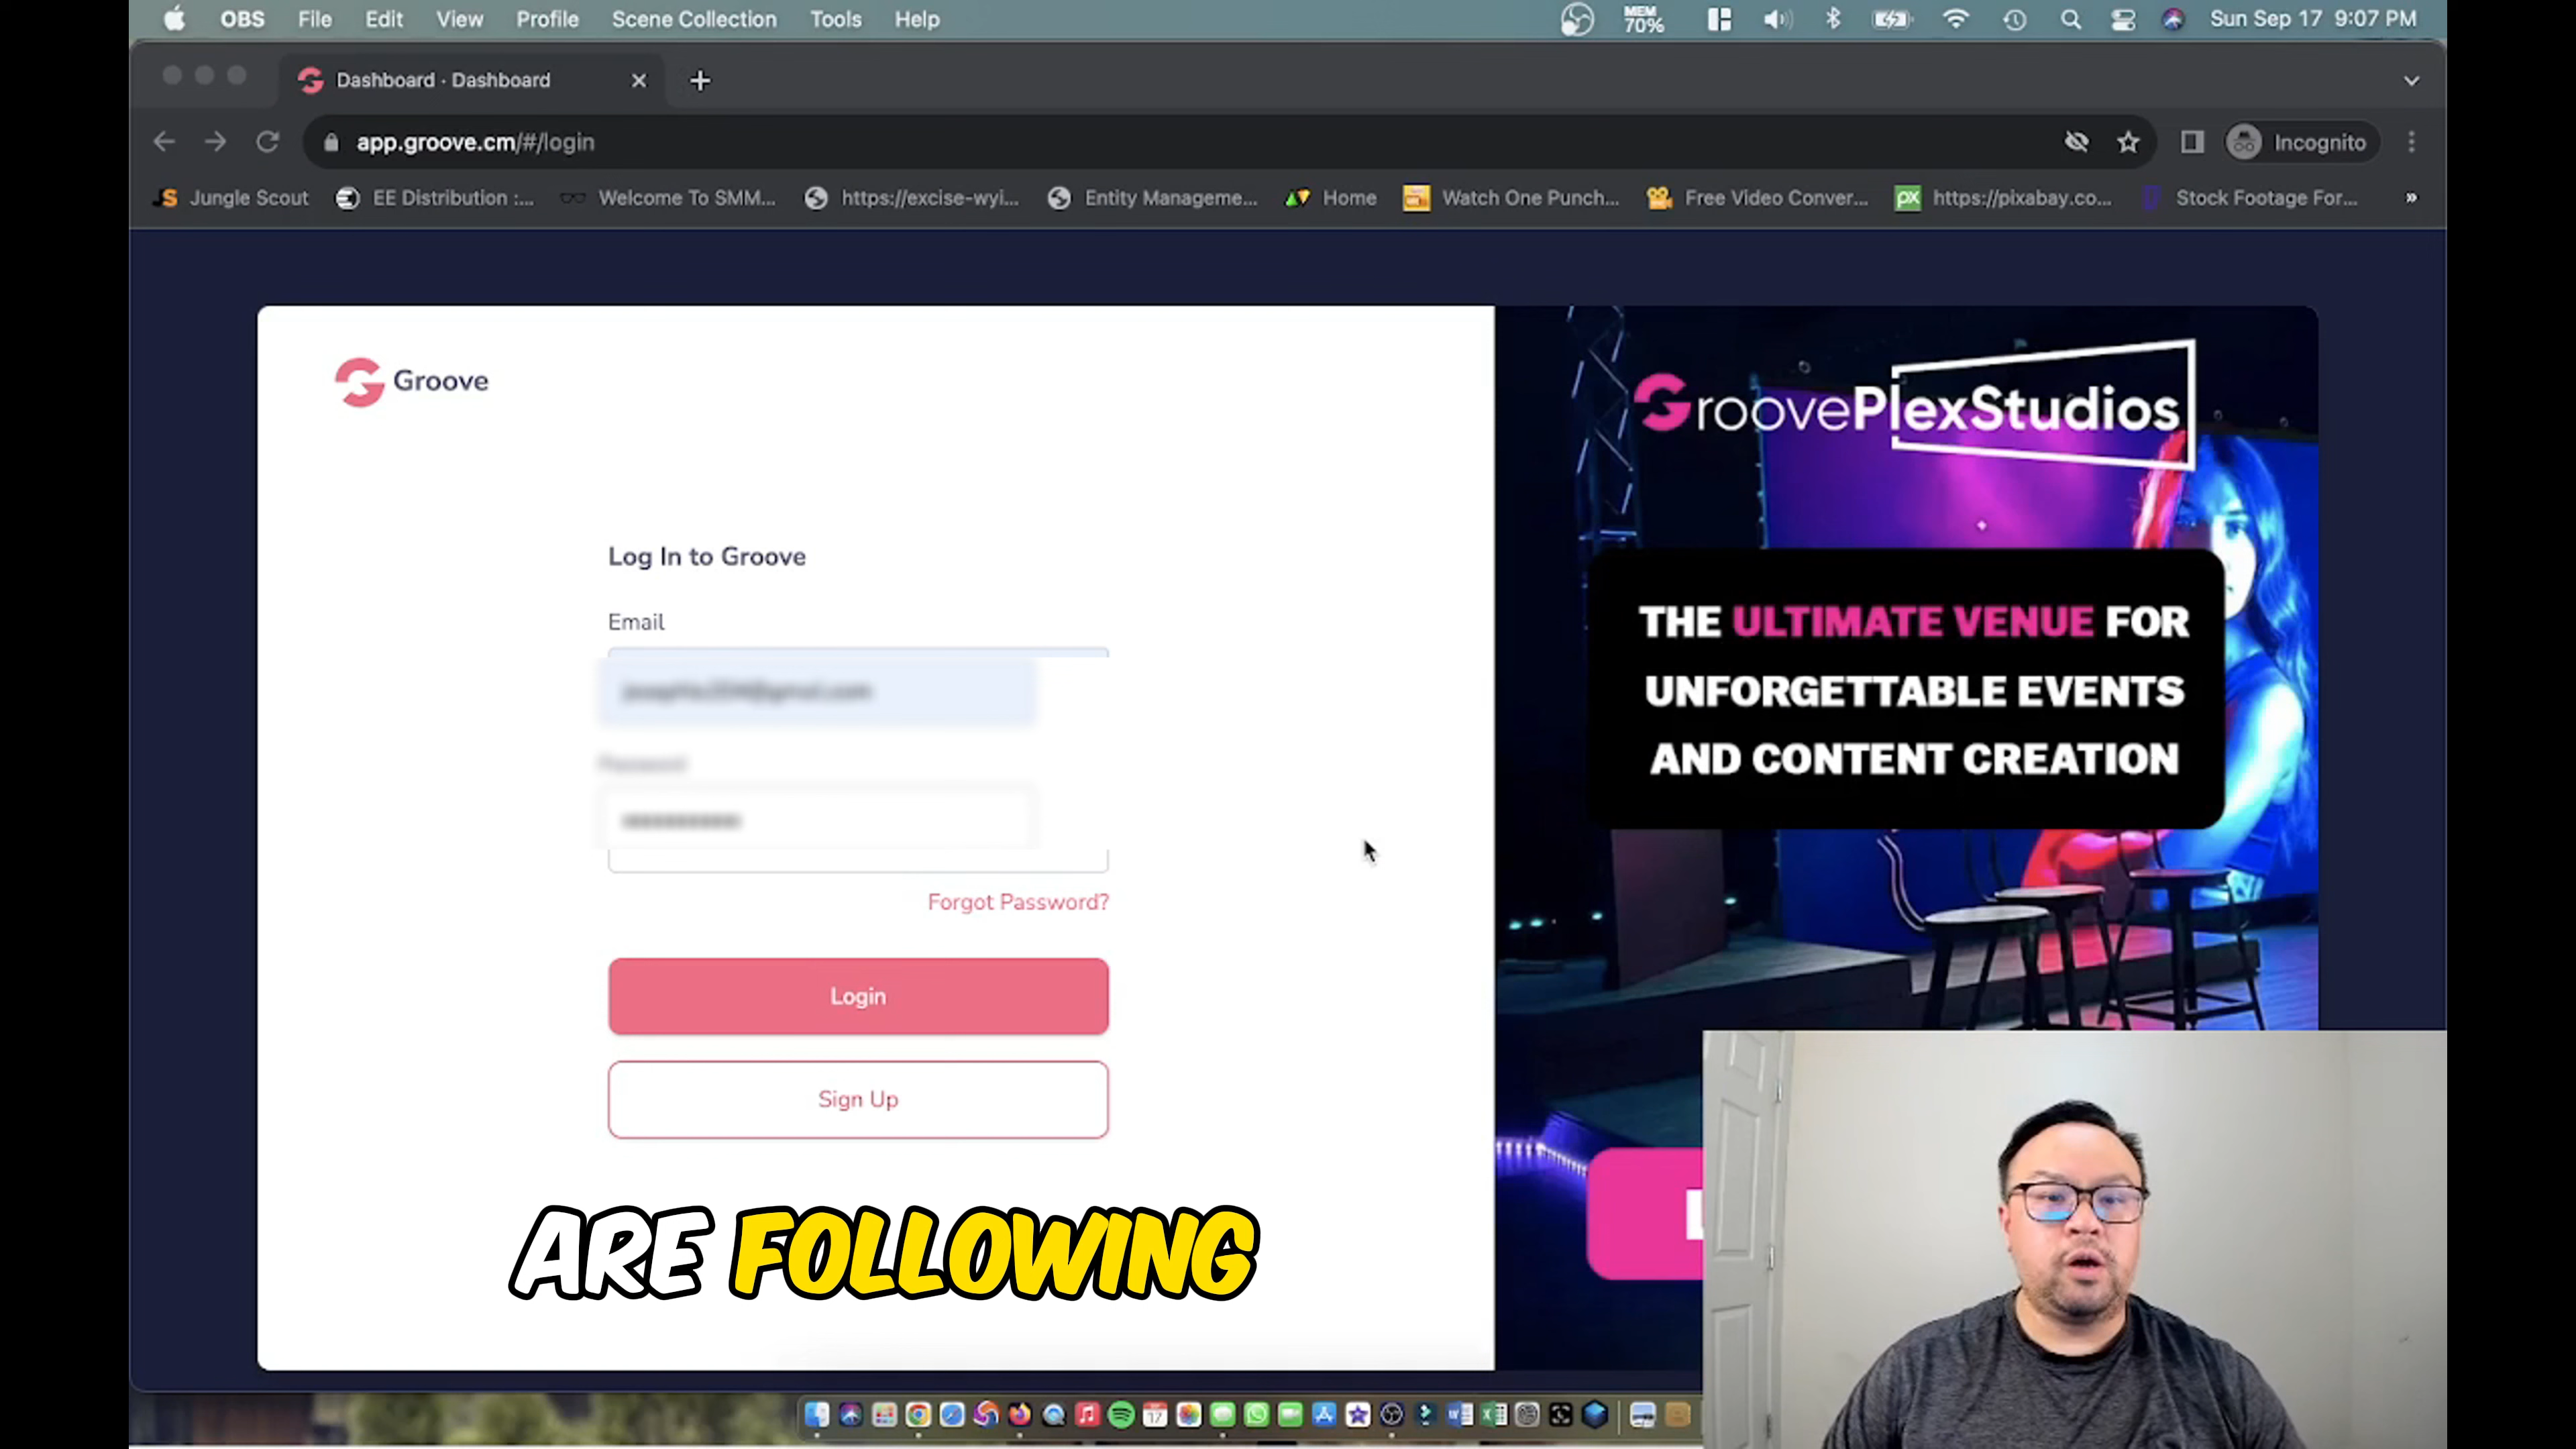 OBS File Edit View Profile Scene Collection Tools Help MEM 70% Sun Sep 17 9:07 PM
Dashboard · Dashboard
app.groove.cm/#/login Incognito
Jungle Scout EE Distribution :... Welcome To SMM... https://excise-wyi... Entity Manageme... Home Watch One Punch... Free Video Conver... px https://pixabay.co... Stock Footage For... »
Groove
GroovePlexStudios
Log In to Groove
Email
Password
THE ULTIMATE VENUE FOR
UNFORGETTABLE EVENTS
AND CONTENT CREATION
Forgot Password?
Login
Sign Up
ARE FOLLOWING
17